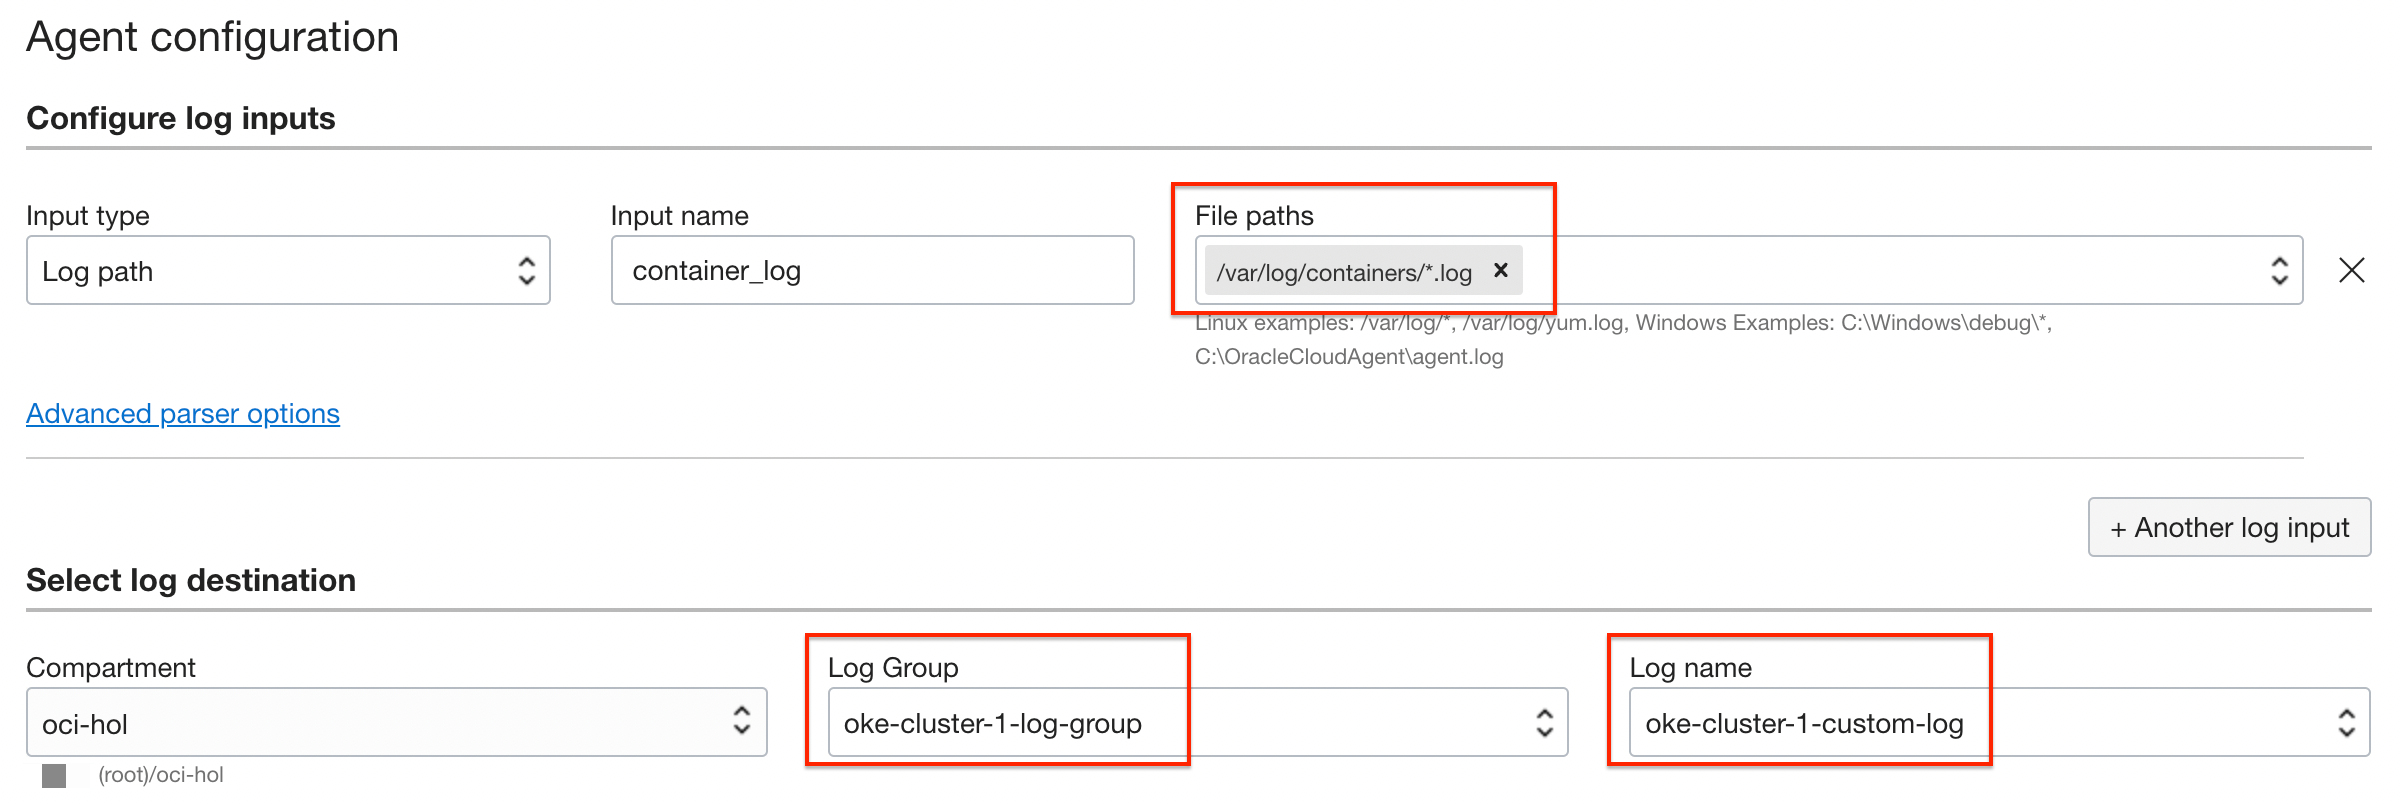 Agent configuration
Configure log inputs
Input type
Input name
File paths
Log path
container_log
/var/log/containers/*.log
Linux examples: /var/log/*, /var/log/yum.log, Windows Examples: C:\Windows\debug\*,
C:\OracleCloudAgent\agent.log
Advanced parser options
+ Another log input
Select log destination
Compartment
Log Group
Log name
oci-hol
oke-cluster-1-log-group
oke-cluster-1-custom-log
(root)/oci-hol